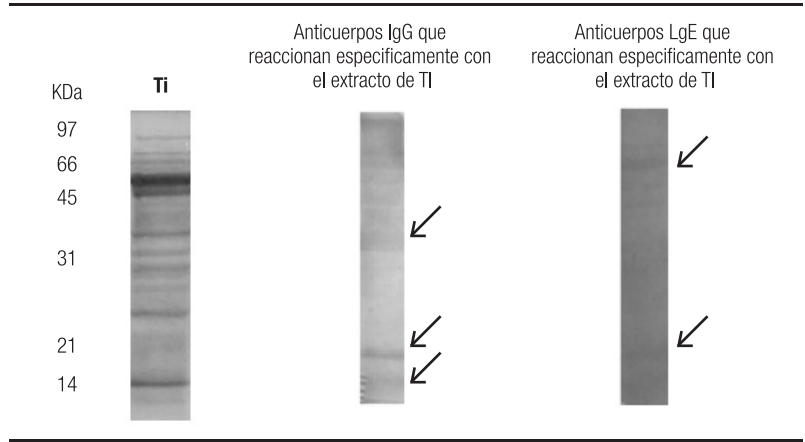 Anticuerpos IgG que
reaccionan especificamente con
el extracto de TI
Anticuerpos LgE que
reaccionan especificamente con
el extracto de TI
KDa
Ti
97
66
45
31
21
14